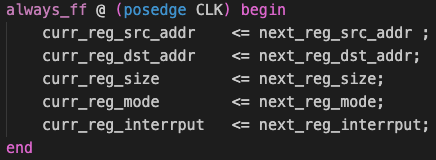 always_ff @ (posedge CLK) begin
curr_reg_src_addr <= next_reg_src_addr ;
curr_reg_dst_addr <= next_reg_dst_addr;
curr_reg_size <= next_reg_size;
curr_reg_mode <= next_reg_mode;
curr_reg_interrput <= next_reg_interrput;
end